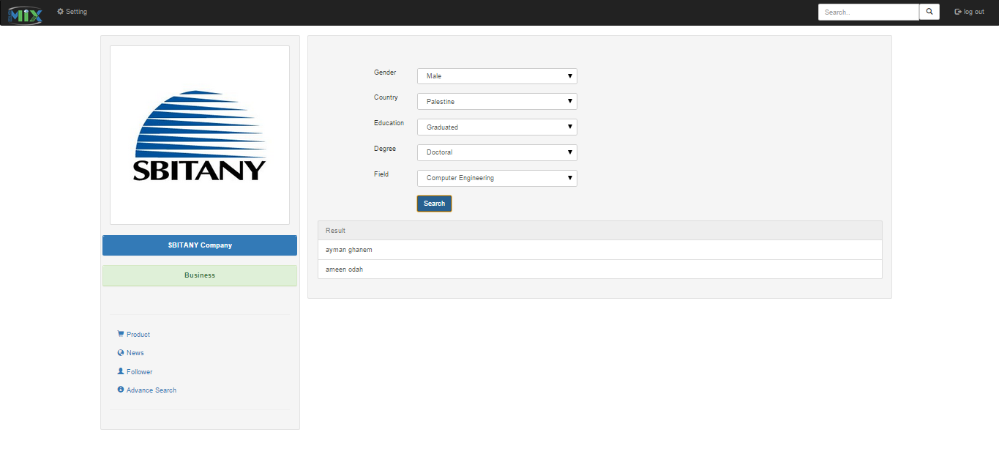 MIX
Setting
Search..
log out
SBITANY
SBITANY Company
Business
Product
News
Follower
Advance Search
Gender
Male
Country
Palestine
Education
Graduated
Degree
Doctoral
Field
Computer Engineering
Search
Result
ayman ghanem
ameen odah